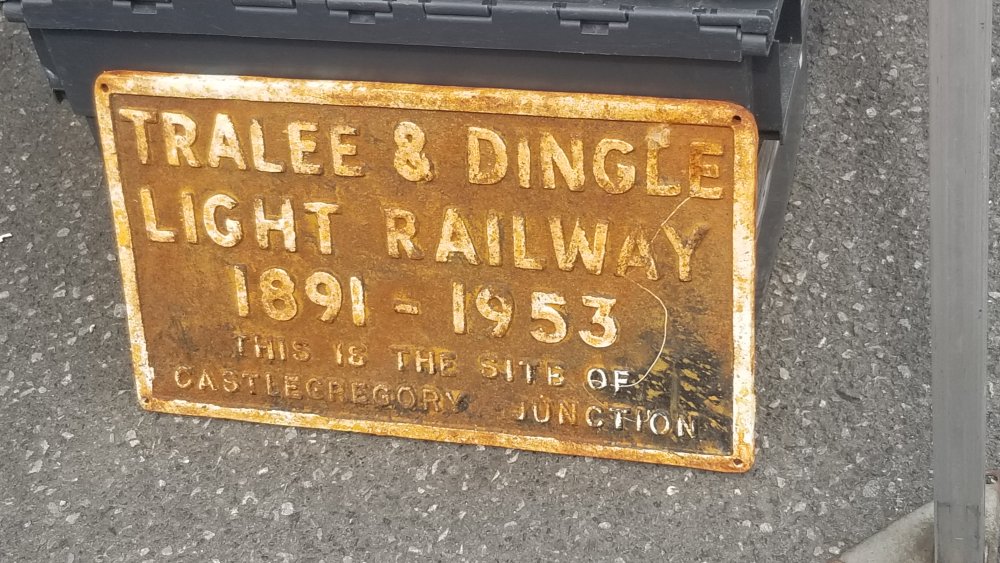 TRALEE & DINGLE
LIGHT RAILWAY
1891 - 1953
THIS IS THE SITE OF
CASTLEGREGORY JUNCTION